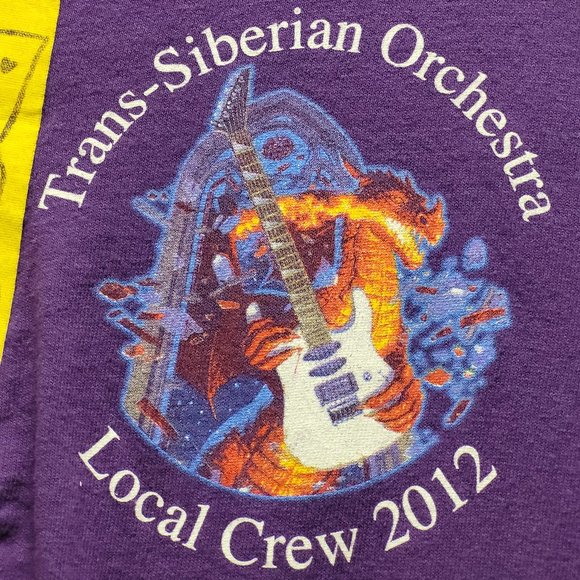 Trans-Siberian Orchestra
Local Crew 2012